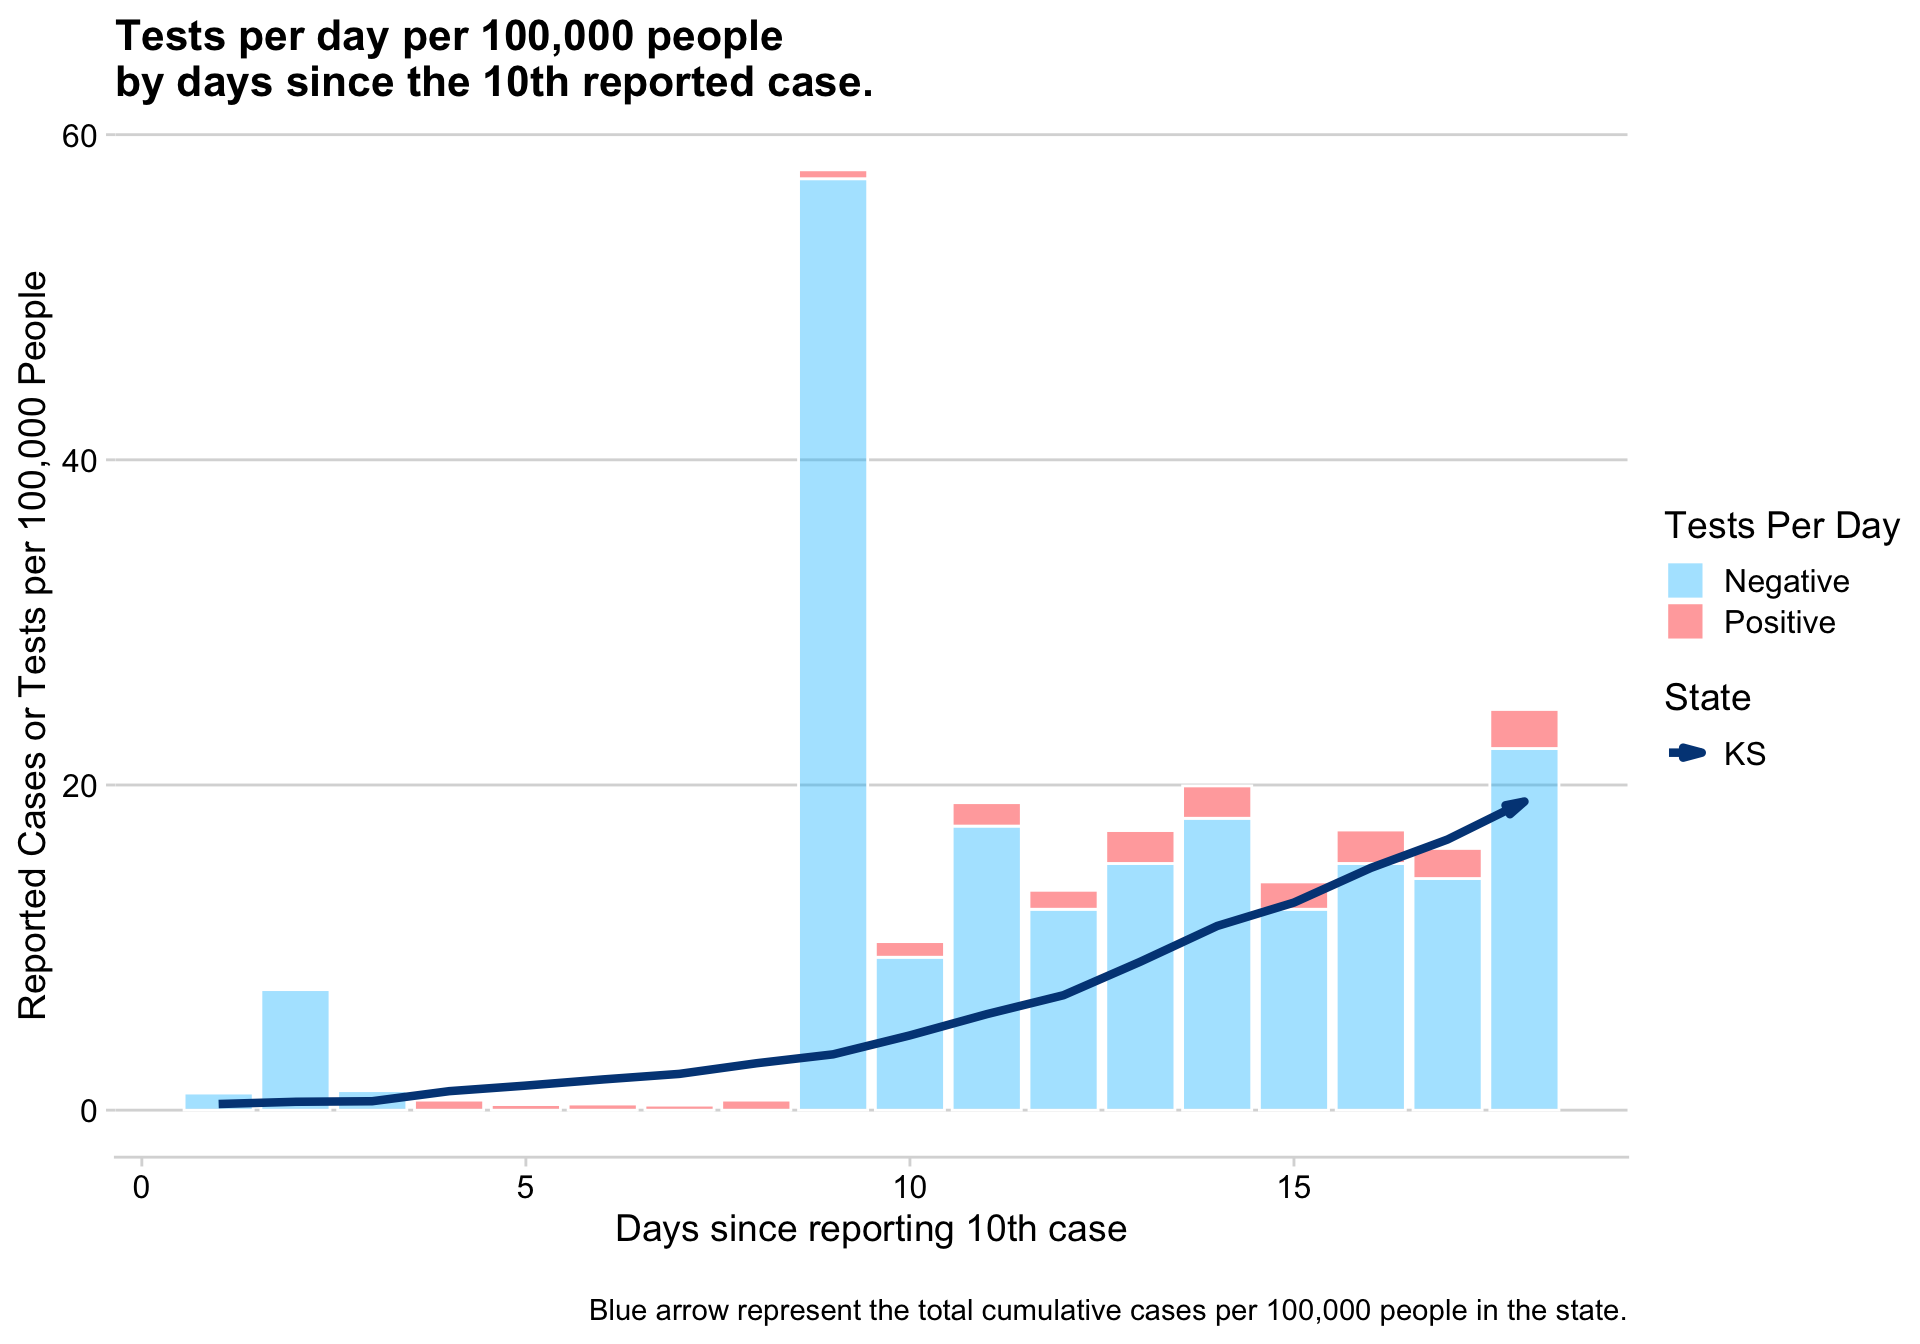 Tests per day per 100,000 people
by days since the 10th reported case.
Reported Cases or Tests per 100,000 People
60
40
20
0
0
5
10
15
Days since reporting 10th case
Tests Per Day
Negative
Positive
State
KS
Blue arrow represent the total cumulative cases per 100,000 people in the state.